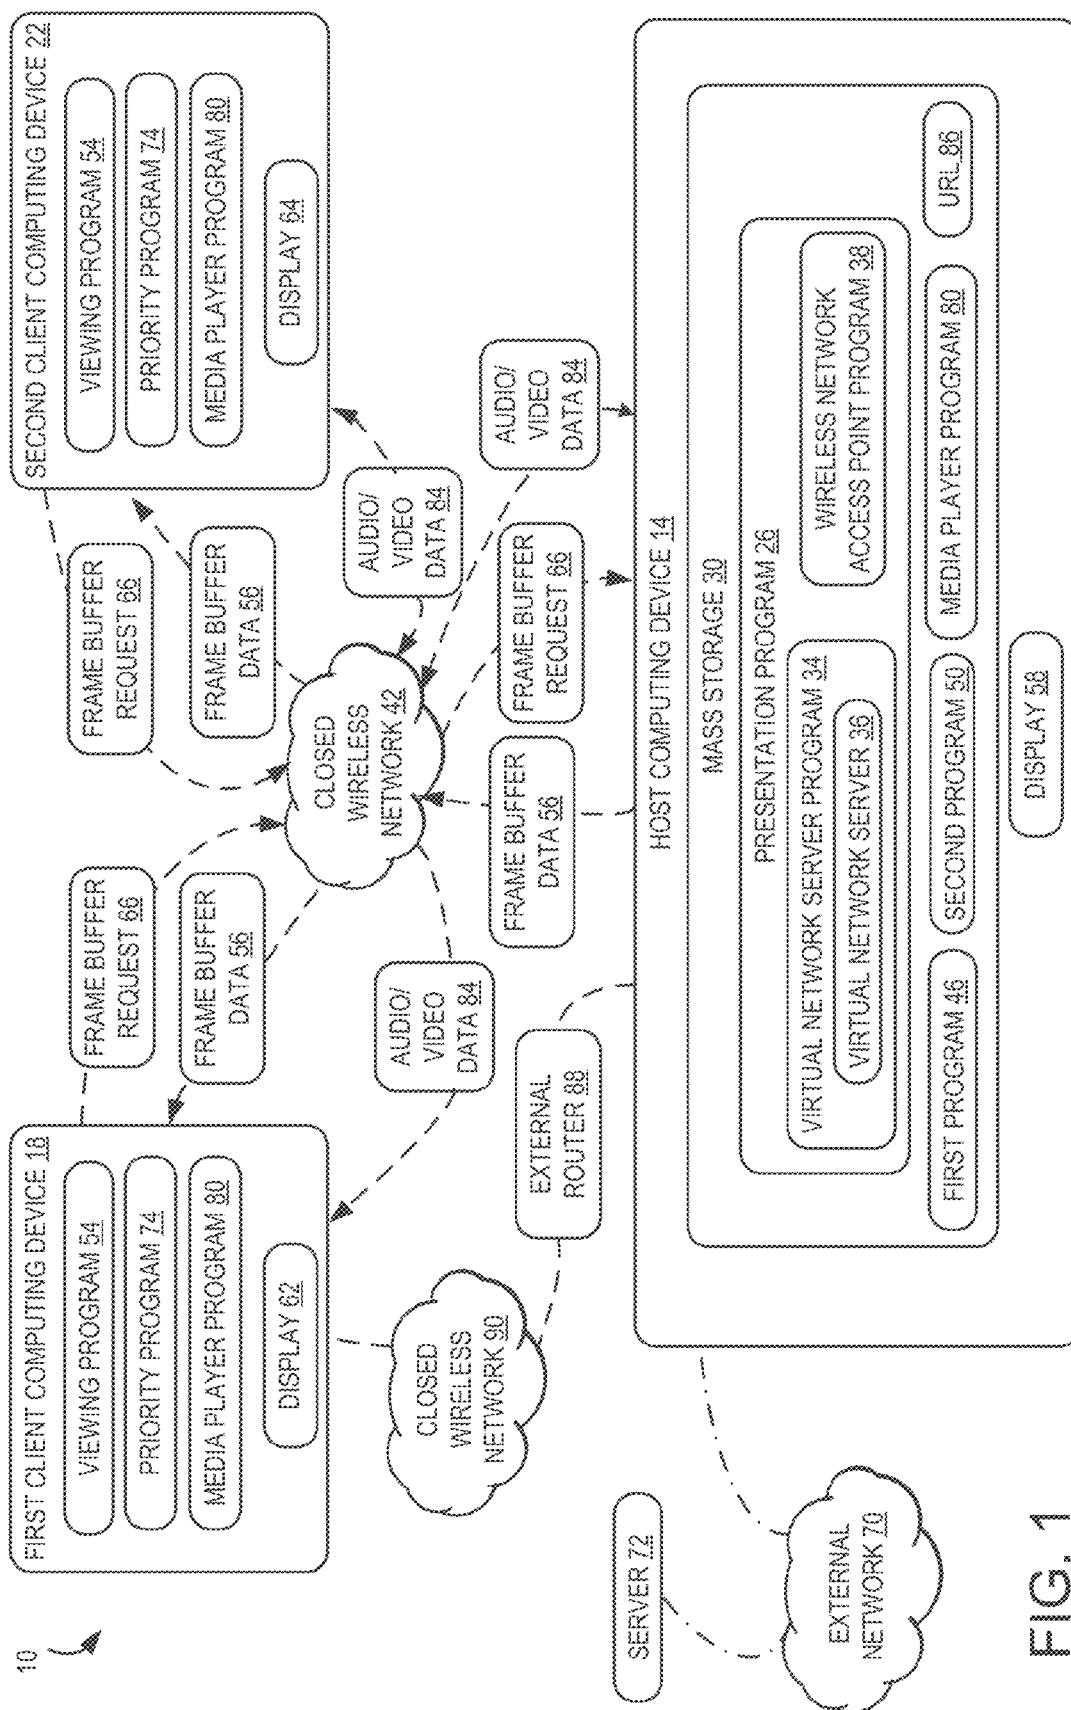 10
FIRST CLIENT COMPUTING DEVICE 18
VIEWING PROGRAM 54
PRIORITY PROGRAM 74
MEDIA PLAYER PROGRAM 80
DISPLAY 62
FRAME BUFFER
REQUEST 66
FRAME BUFFER
DATA 56
AUDIO/
VIDEO
DATA 84
FRAME BUFFER
REQUEST 66
FRAME BUFFER
DATA 56
AUDIO/
VIDEO
DATA 84
SECOND CLIENT COMPUTING DEVICE 22
VIEWING PROGRAM 54
PRIORITY PROGRAM 74
MEDIA PLAYER PROGRAM 80
DISPLAY 64
CLOSED
WIRELESS
NETWORK 42
CLOSED
WIRELESS
NETWORK 90
EXTERNAL
ROUTER 88
FRAME BUFFER
DATA 56
FRAME BUFFER
REQUEST 66
AUDIO/
VIDEO
DATA 84
SERVER 72
EXTERNAL
NETWORK 70
HOST COMPUTING DEVICE 14
MASS STORAGE 30
PRESENTATION PROGRAM 26
VIRTUAL NETWORK SERVER PROGRAM 34
VIRTUAL NETWORK SERVER 36
WIRELESS NETWORK
ACCESS POINT PROGRAM 38
FIRST PROGRAM 46
SECOND PROGRAM 50
MEDIA PLAYER PROGRAM 80
URL 86
DISPLAY 58
FIG. 1